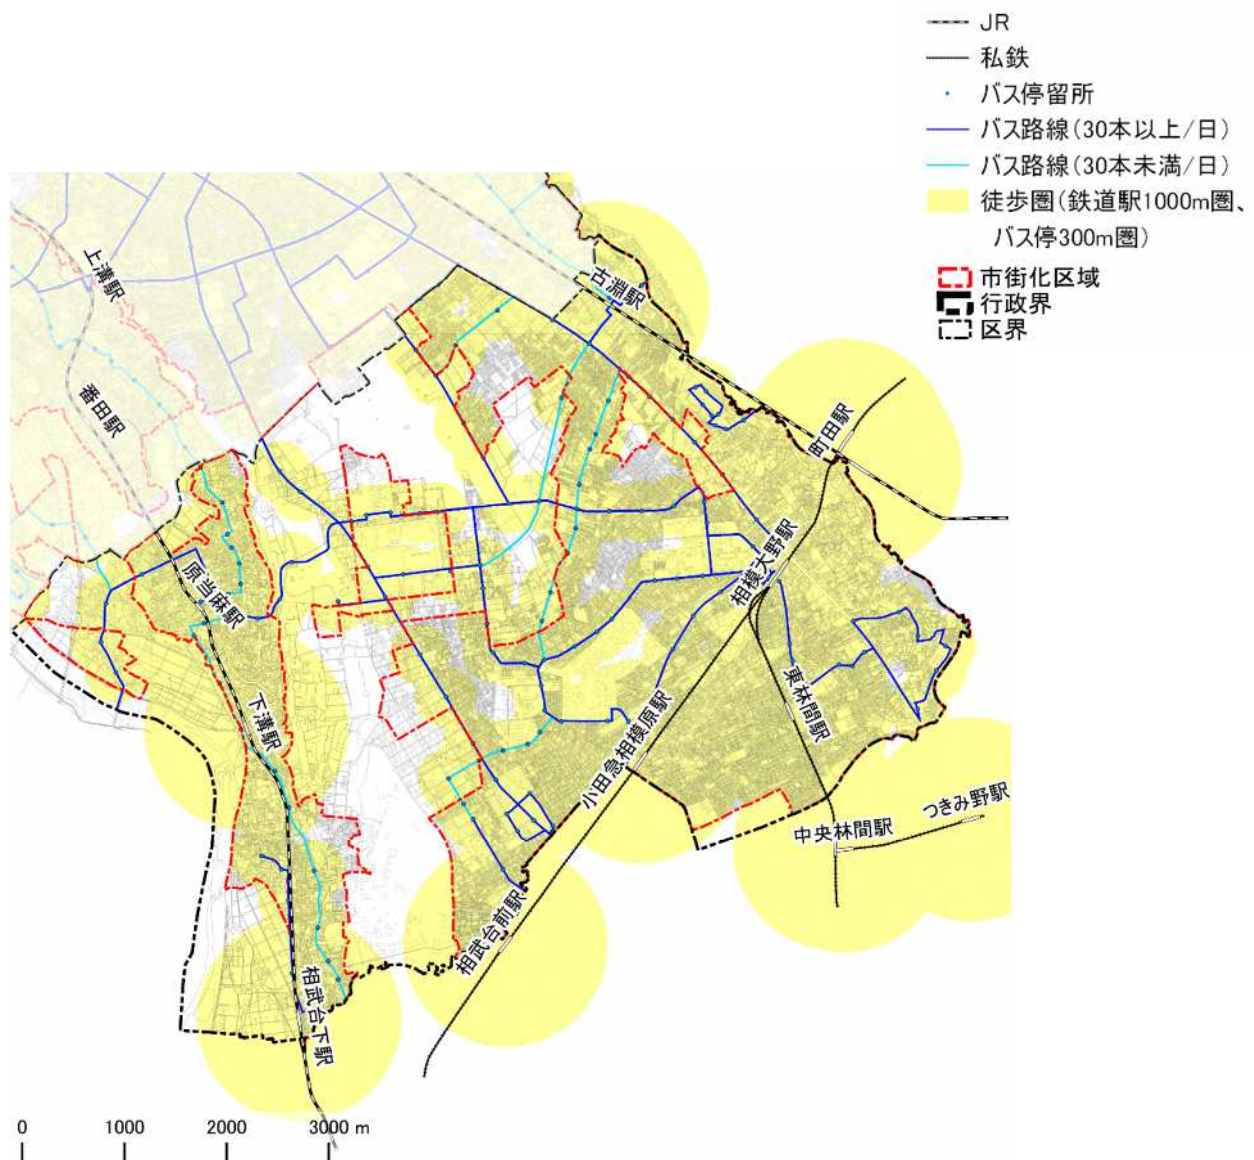 JR
私鉄
バス停留所
バス路線(30本以上/日)
バス路線(30本未満/日)
徒歩圏(鉄道駅1000m圏、
バス停300m圏)
市街化区域
行政界
区界
上溝駅
古淵駅
番田駅
町田駅
相模大野駅
原当麻駅
東林間駅
下溝駅
小田急相模原駅
つきみ野駅
中央林間駅
相武台前駅
相武台下駅
0 1000 2000 3000 m